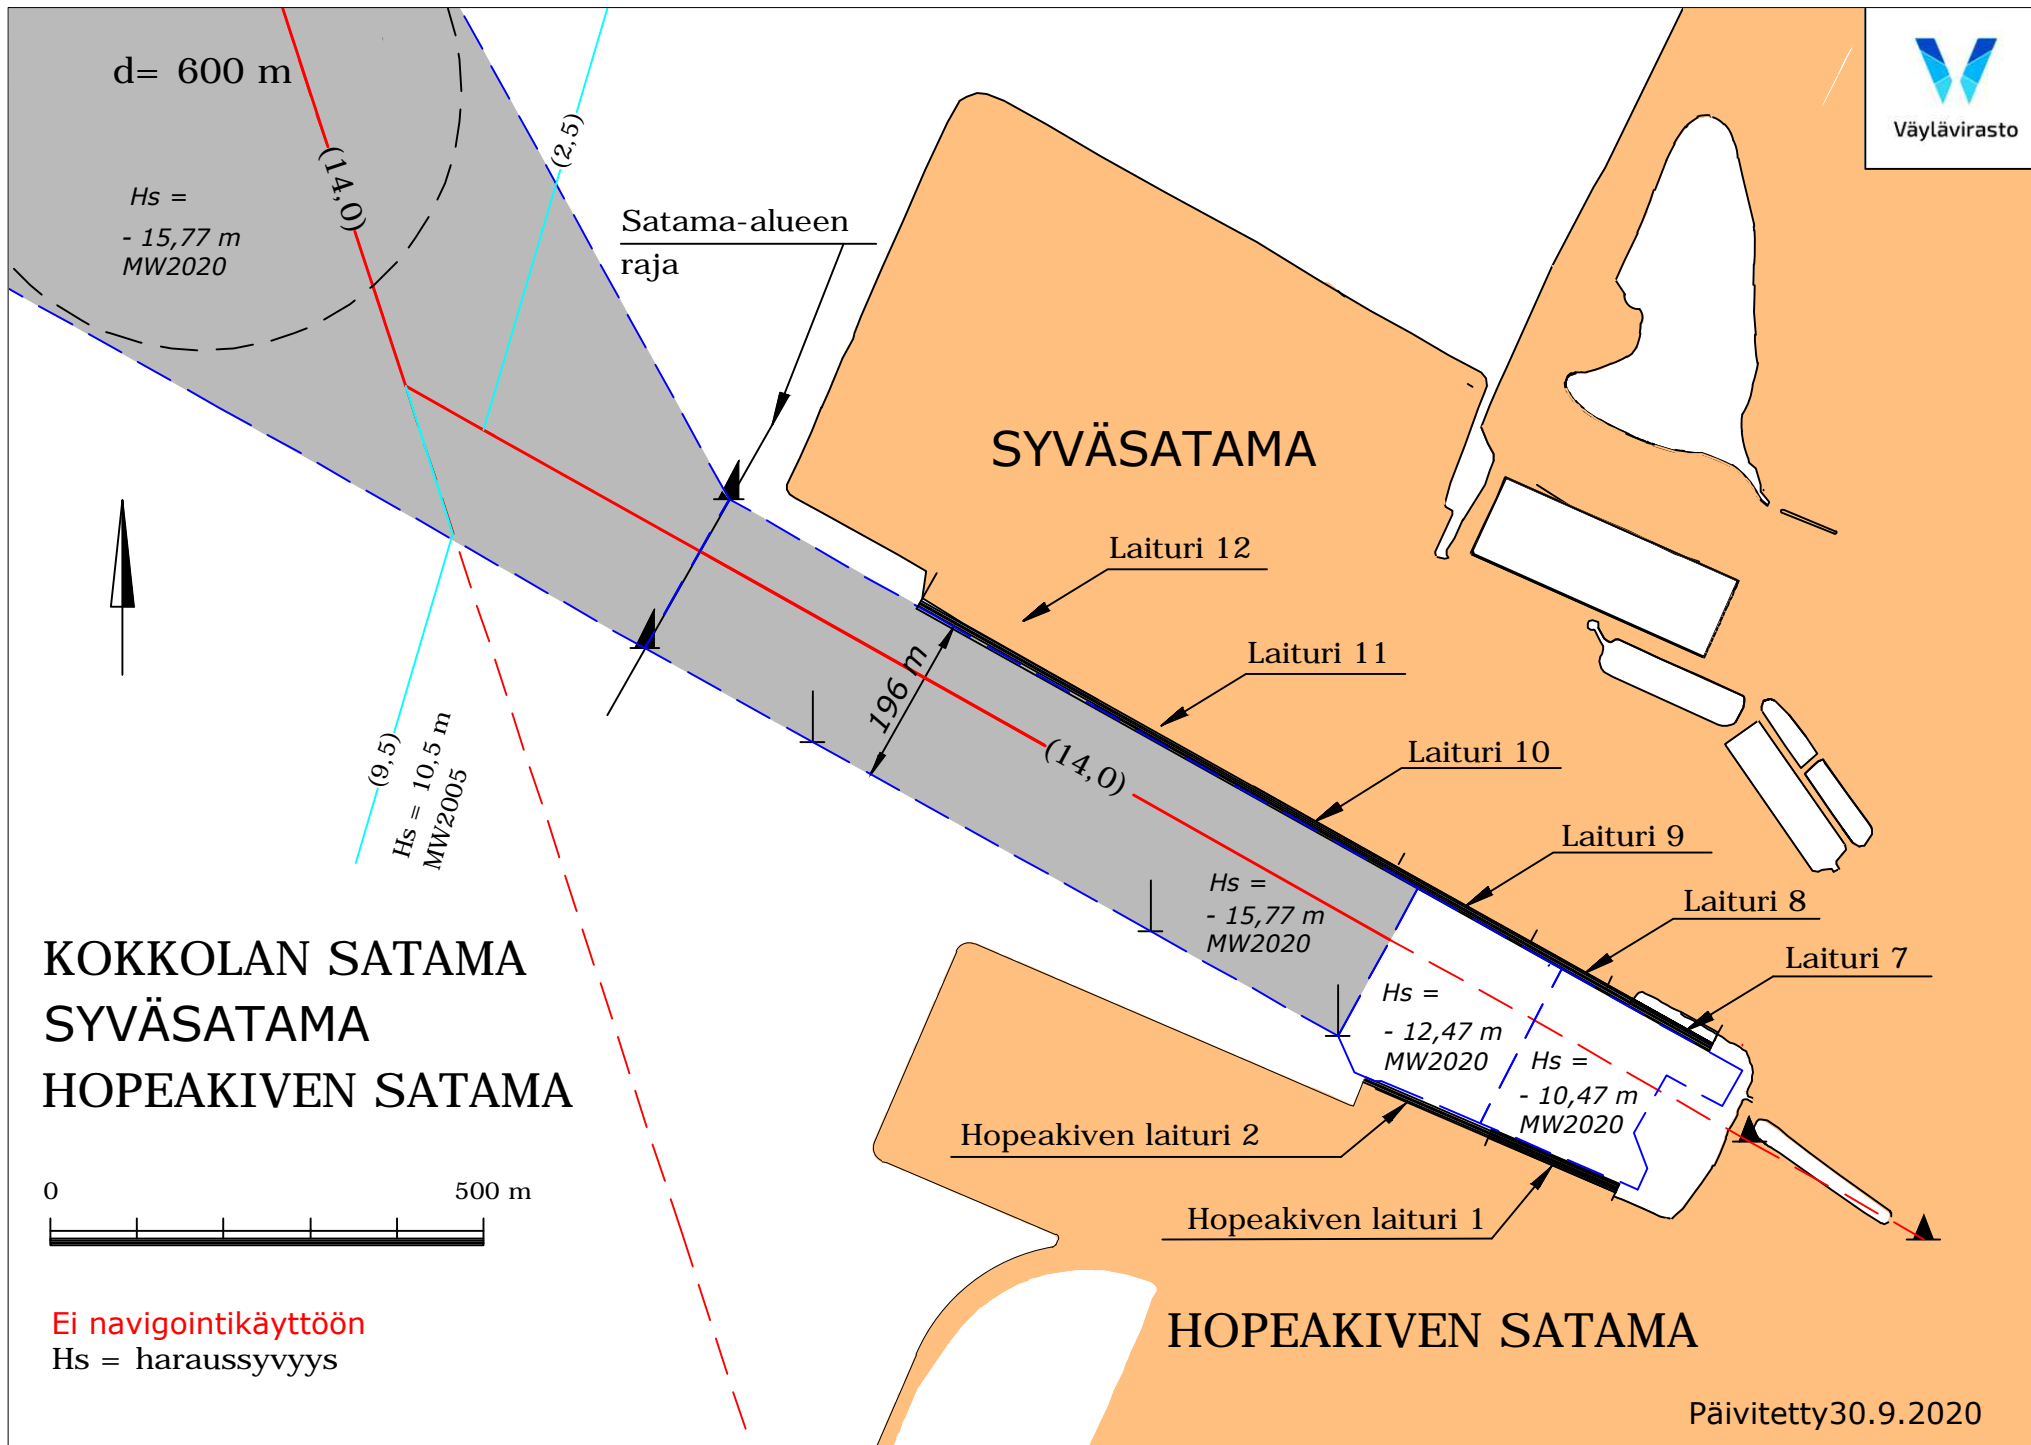 d= 600 m
Hs =
- 15,77 m
MW2020
(14,0)
(2,5)
Satama-alueen
raja
Väylävirasto
SYVÄSATAMA
Laituri 12
Laituri 11
196 m
Laituri 10
(14,0)
Laituri 9
Laituri 8
Laituri 7
(9,5)
Hs = 10,5 m
MW2005
Hs =
- 15,77 m
MW2020
Hs =
- 12,47 m
MW2020
Hs =
- 10,47 m
MW2020
KOKKOLAN SATAMA
SYVÄSATAMA
HOPEAKIVEN SATAMA
Hopeakiven laituri 2
Hopeakiven laituri 1
0
500 m
Ei navigointikäyttöön
Hs = haraussyvyys
HOPEAKIVEN SATAMA
Päivitetty30.9.2020